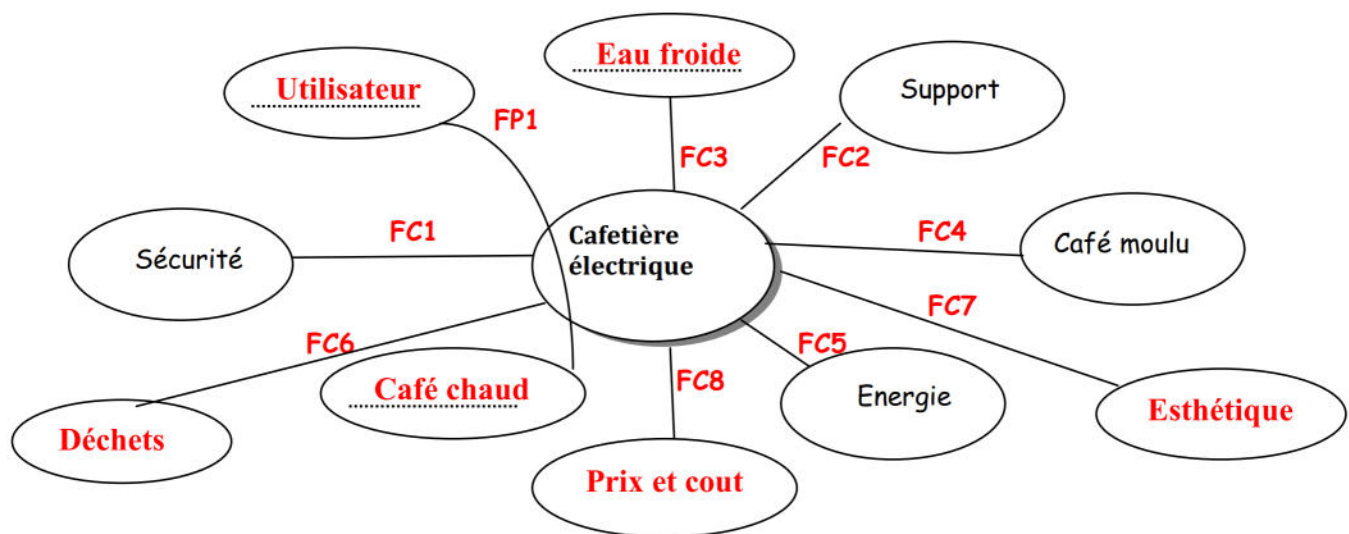 Eau froide
Utilisateur
Support
FP1
FC3
FC2
Sécurité
FC1
Cafetière
électrique
FC4
Café moulu
FC7
FC6
FC5
Café chaud
FC8
Energie
Esthétique
Déchets
Prix et cout